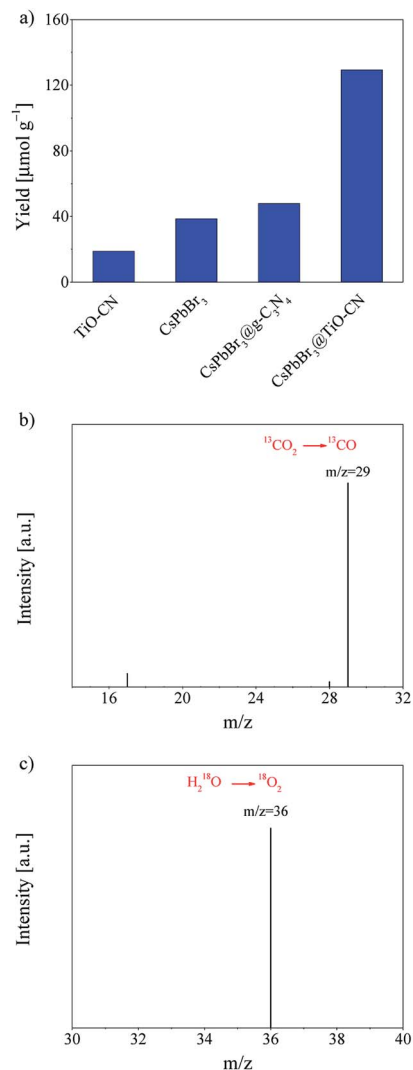 a)
160
120
80
40
0
Yield [µmol g⁻¹]
TiO-CN
CsPbBr₃
CsPbBr₃@g-C₃N₄
CsPbBr₃@TiO-CN
b)
¹³CO₂ → ¹³CO
m/z=29
Intensity [a.u.]
16 20 24 28 32
m/z
c)
H₂¹⁸O → ¹⁸O₂
m/z=36
Intensity [a.u.]
30 32 34 36 38 40
m/z